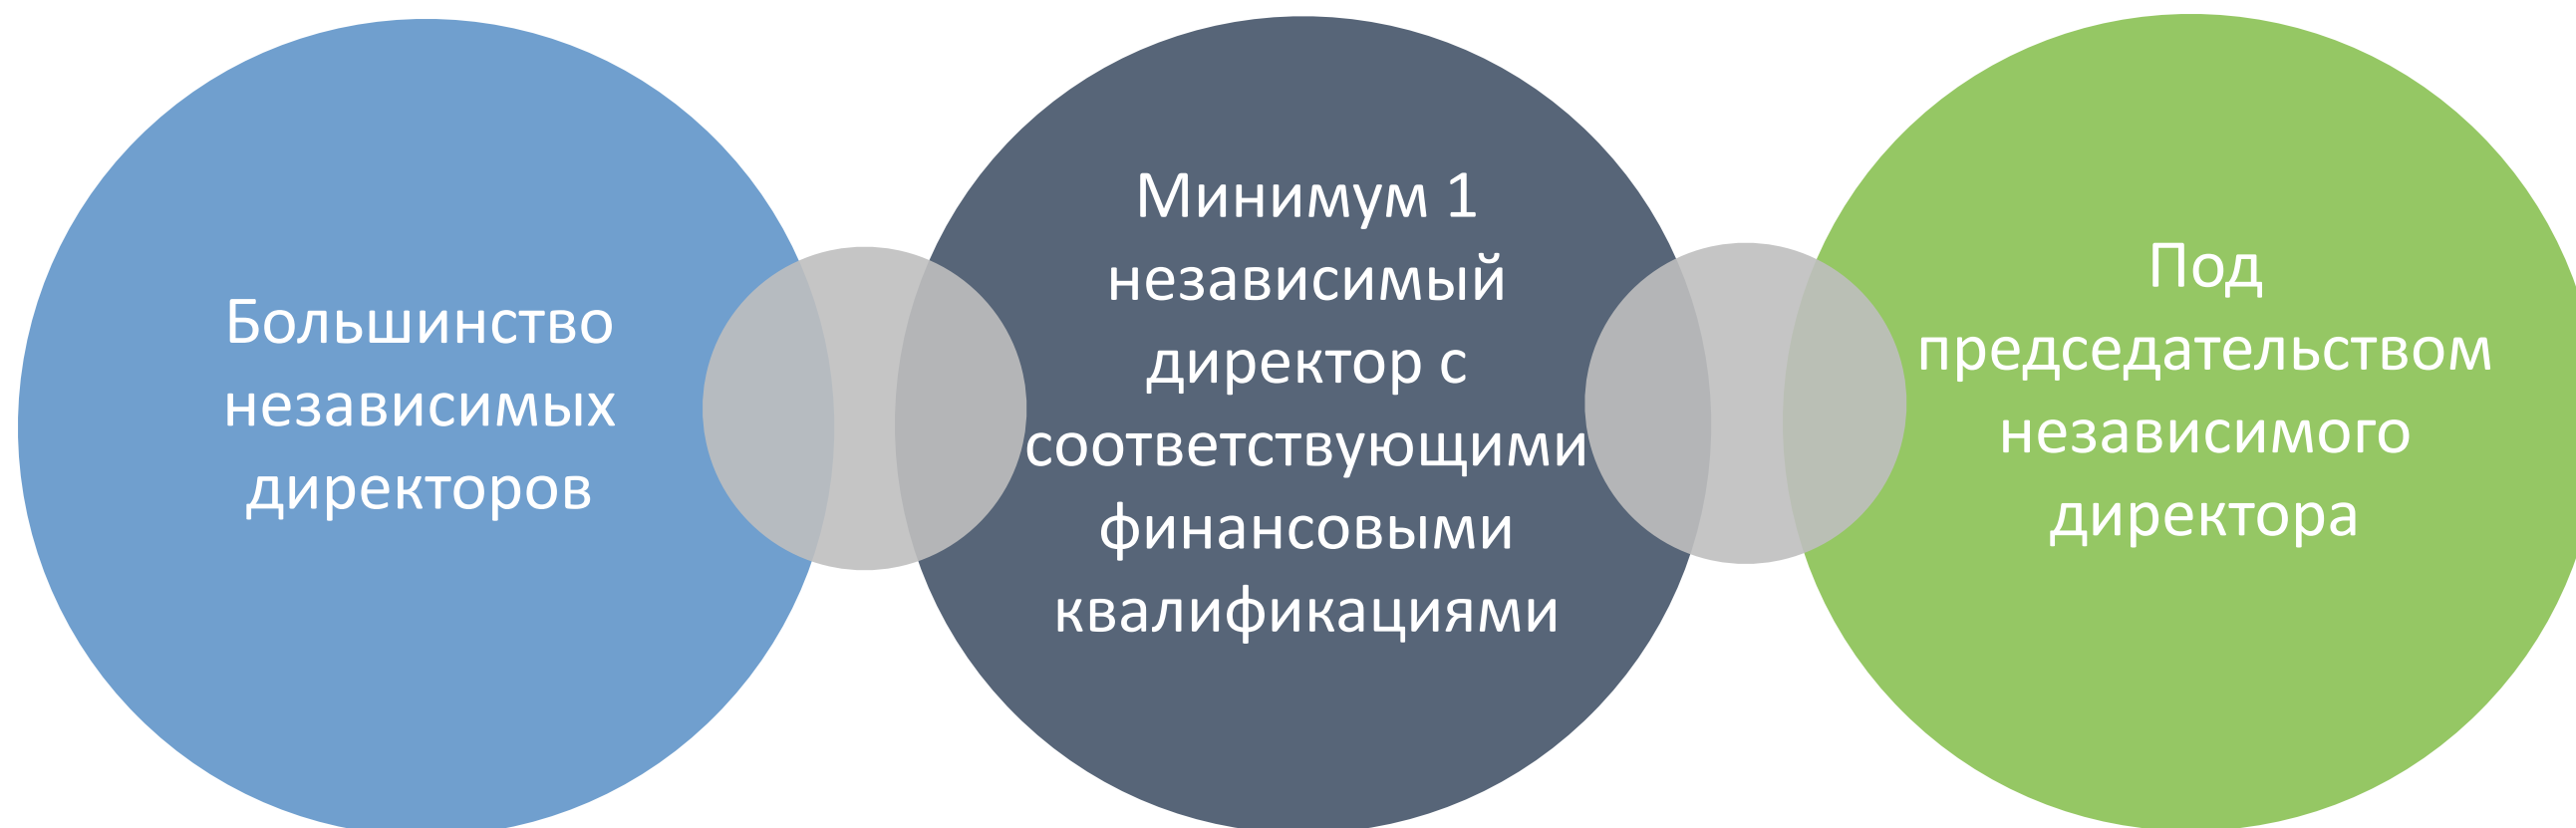 Большинство
независимых
директоров
Минимум 1
независимый
директор с
соответствующими
финансовыми
квалификациями
Под
председательством
независимого
директора